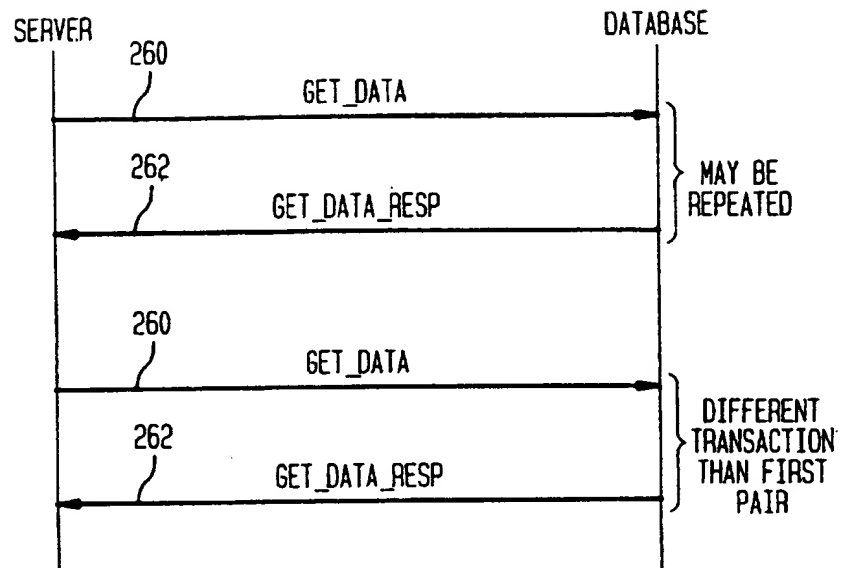 SERVER
DATABASE
260
GET_DATA
262
GET_DATA_RESP
MAY BE
REPEATED
260
GET_DATA
262
GET_DATA_RESP
DIFFERENT
TRANSACTION
THAN FIRST
PAIR